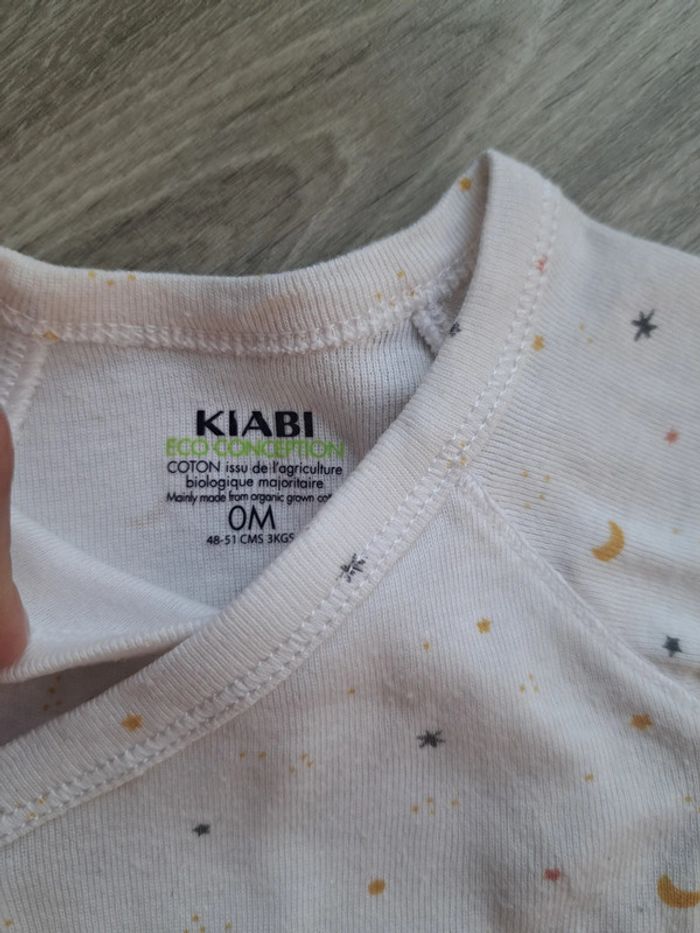 KIABI
ECO CONCEPTION
COTON issu de l'agriculture
biologique majoritaire
Mainly made from organic grown
0M
48-51 CMS 3KGS